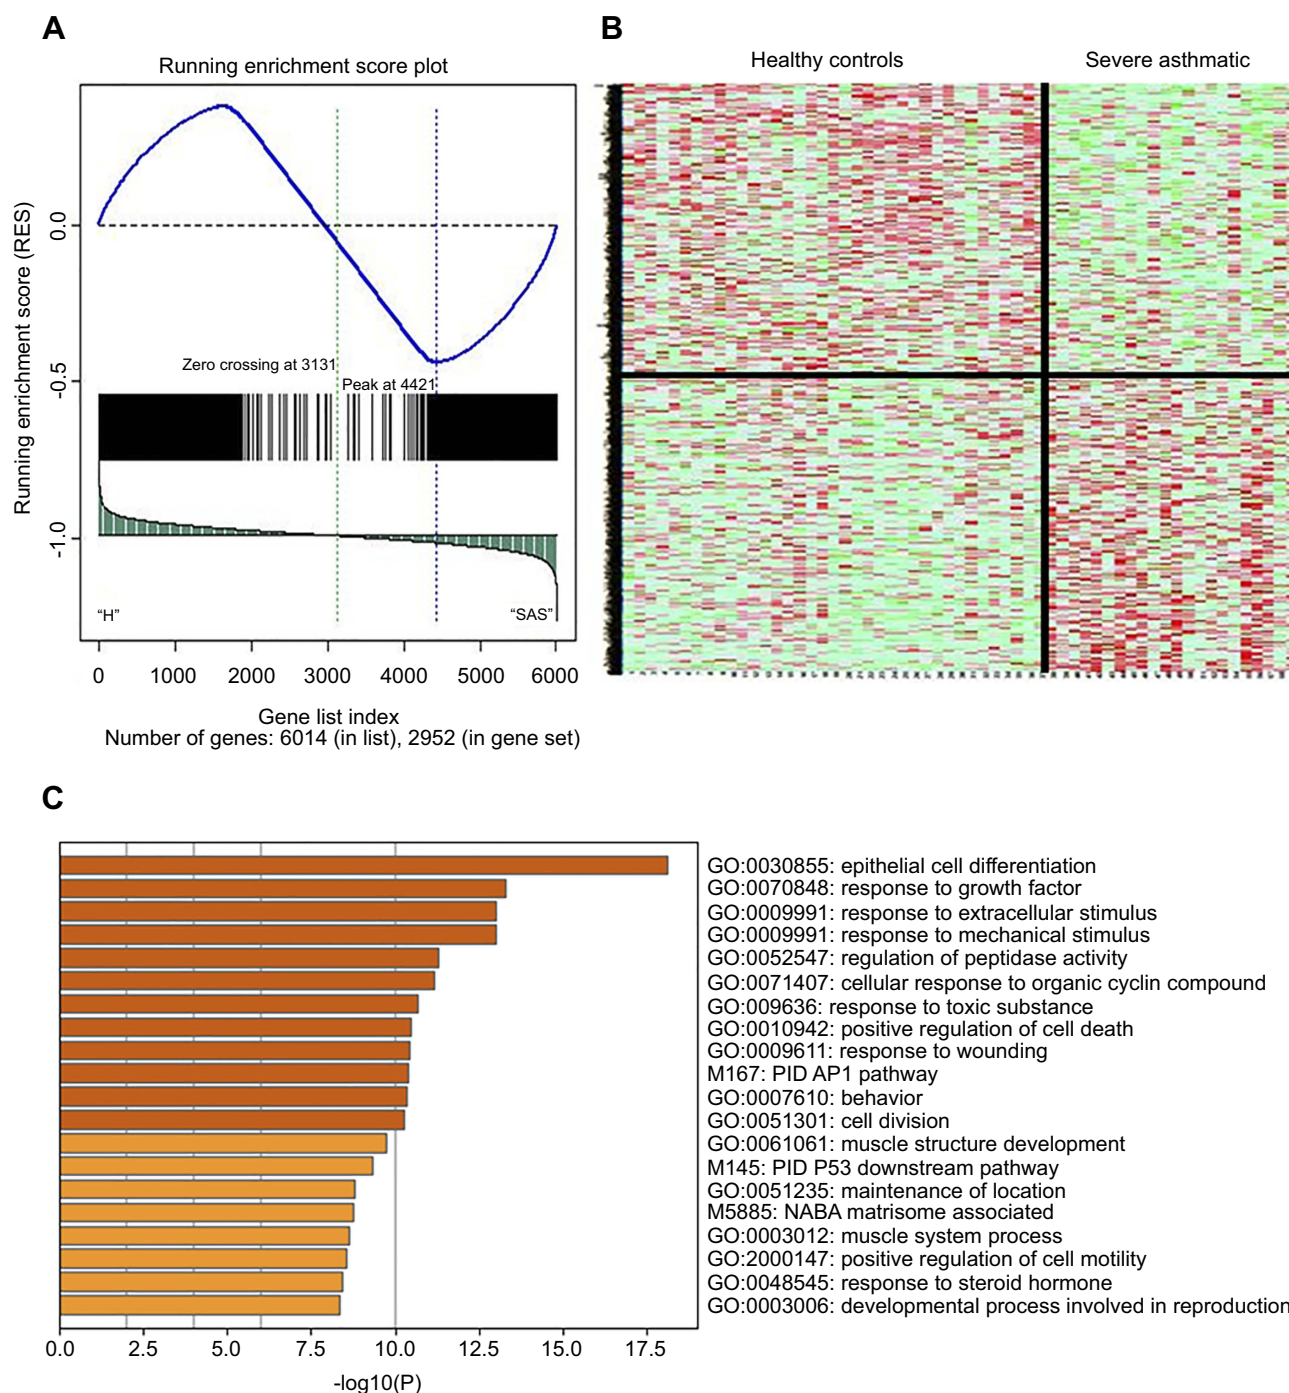 A
Running enrichment score plot
Running enrichment score (RES)
0.0
-0.5
-1.0
Zero crossing at 3131
Peak at 4421
“H”
“SAS”
0 1000 2000 3000 4000 5000 6000
Gene list index
Number of genes: 6014 (in list), 2952 (in gene set)
B
Healthy controls
Severe asthmatic
C
GO:0030855: epithelial cell differentiation
GO:0070848: response to growth factor
GO:0009991: response to extracellular stimulus
GO:0009991: response to mechanical stimulus
GO:0052547: regulation of peptidase activity
GO:0071407: cellular response to organic cyclin compound
GO:009636: response to toxic substance
GO:0010942: positive regulation of cell death
GO:0009611: response to wounding
M167: PID AP1 pathway
GO:0007610: behavior
GO:0051301: cell division
GO:0061061: muscle structure development
M145: PID P53 downstream pathway
GO:0051235: maintenance of location
M5885: NABA matrisome associated
GO:0003012: muscle system process
GO:2000147: positive regulation of cell motility
GO:0048545: response to steroid hormone
GO:0003006: developmental process involved in reproduction
0.0 2.5 5.0 7.5 10.0 12.5 15.0 17.5
-log10(P)